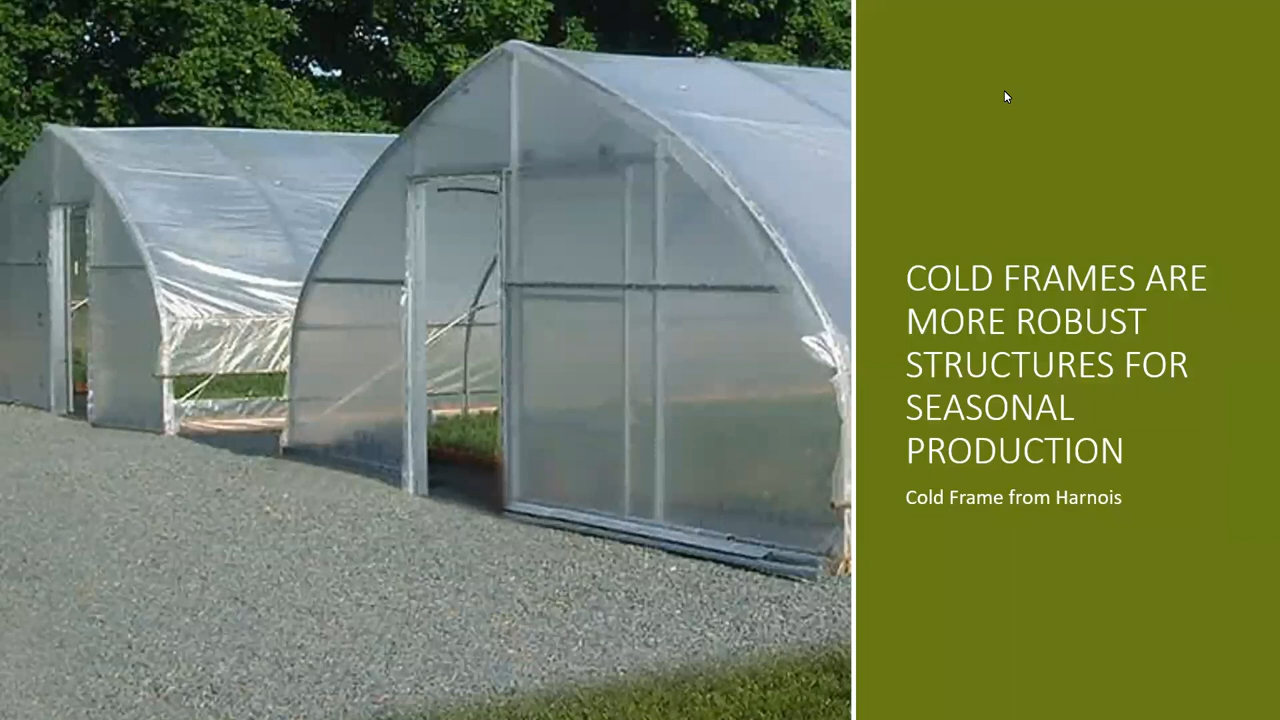 COLD FRAMES ARE
MORE ROBUST
STRUCTURES FOR
SEASONAL
PRODUCTION
Cold Frame from Harnois